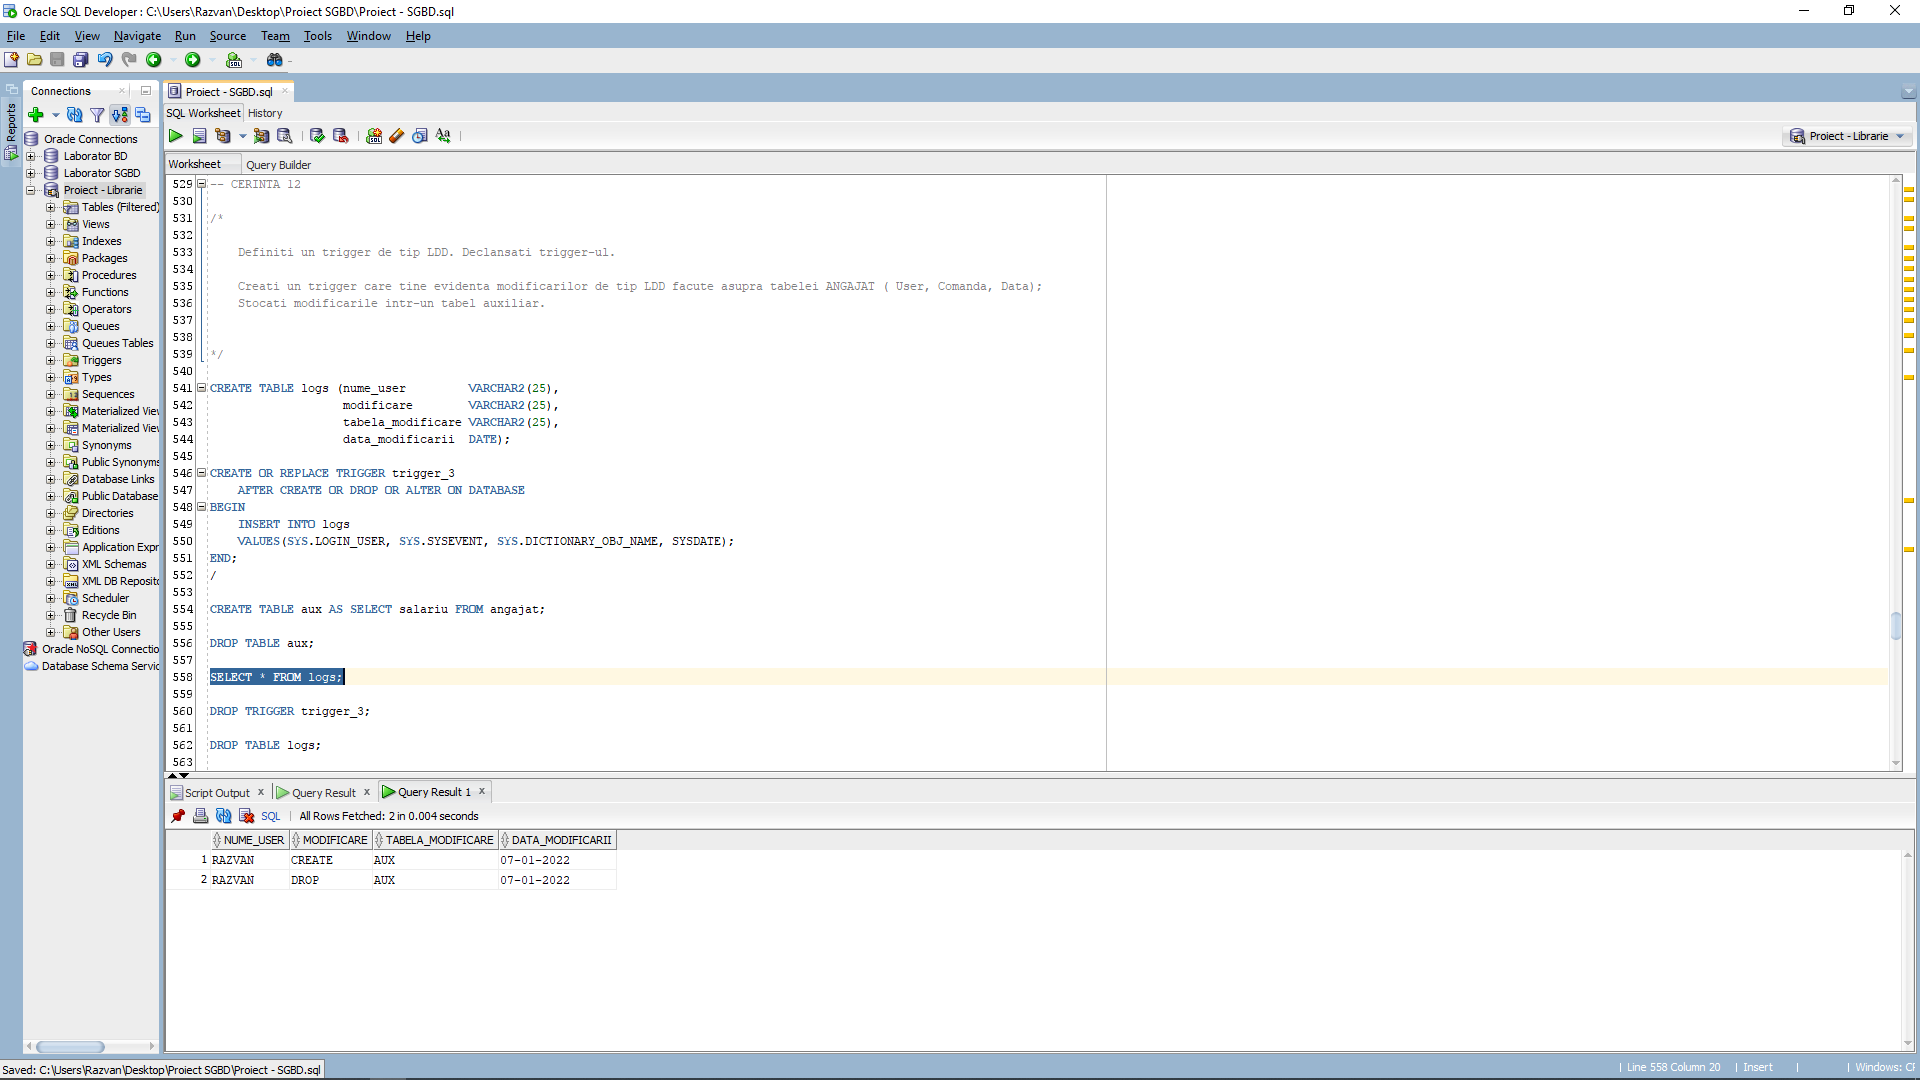 Oracle SQL Developer : C:\Users\Razvan\Desktop\Proiect SGBD\Proiect - SGBD.sql
File Edit View Navigate Run Source Team Tools Window Help
Reports
Connections
Oracle Connections
Laborator BD
Laborator SGBD
Proiect - Librarie
Tables (Filtered)
Views
Indexes
Packages
Procedures
Functions
Operators
Queues
Queues Tables
Triggers
Types
Sequences
Materialized Viev
Materialized Viev
Synonyms
Public Synonyms
Database Links
Public Database
Directories
Editions
Application Expr
XML Schemas
XML DB Reposito
Scheduler
Recycle Bin
Other Users
Oracle NoSQL Connectio
Database Schema Servic
Proiect - SGBD.sql
SQL Worksheet History
Proiect - Librarie
Worksheet Query Builder
529 -- CERINTA 12
530
531 /*
532
533 Definiti un trigger de tip LDD. Declansati trigger-ul.
534
535 Creati un trigger care tine evidenta modificarilor de tip LDD facute asupra tabelei ANGAJAT ( User, Comanda, Data);
536 Stocati modificarile intr-un tabel auxiliar.
537
538
539 */
540
541 CREATE TABLE logs (nume_user VARCHAR2(25),
542 modificare VARCHAR2(25),
543 tabela_modificare VARCHAR2(25),
544 data_modificarii DATE);
545
546 CREATE OR REPLACE TRIGGER trigger_3
547 AFTER CREATE OR DROP OR ALTER ON DATABASE
548 BEGIN
549 INSERT INTO logs
550 VALUES(SYS.LOGIN_USER, SYS.SYSEVENT, SYS.DICTIONARY_OBJ_NAME, SYSDATE);
551 END;
552 /
553
554 CREATE TABLE aux AS SELECT salariu FROM angajat;
555
556 DROP TABLE aux;
557
558 SELECT * FROM logs;
559
560 DROP TRIGGER trigger_3;
561
562 DROP TABLE logs;
563
Script Output x Query Result x Query Result 1 x
SQL All Rows Fetched: 2 in 0.004 seconds
NUME_USER MODIFICARE TABELA_MODIFICARE DATA_MODIFICARII
1 RAZVAN CREATE AUX 07-01-2022
2 RAZVAN DROP AUX 07-01-2022
Saved: C:\Users\Razvan\Desktop\Proiect SGBD\Proiect - SGBD.sql
Line 558 Column 20 Insert Windows: CF